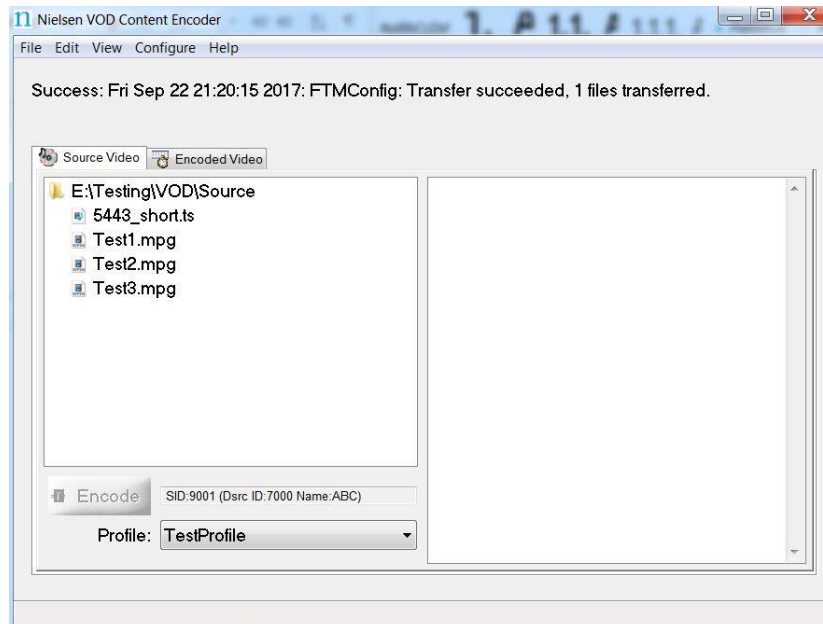 Nielsen VOD Content Encoder
File Edit View Configure Help
Success: Fri Sep 22 21:20:15 2017: FTMConfig: Transfer succeeded, 1 files transferred.
Source Video Encoded Video
E:\Testing\VOD\Source
5443_short.ts
Test1.mpg
Test2.mpg
Test3.mpg
Encode SID:9001 (Dsrc ID:7000 Name:ABC)
Profile: TestProfile